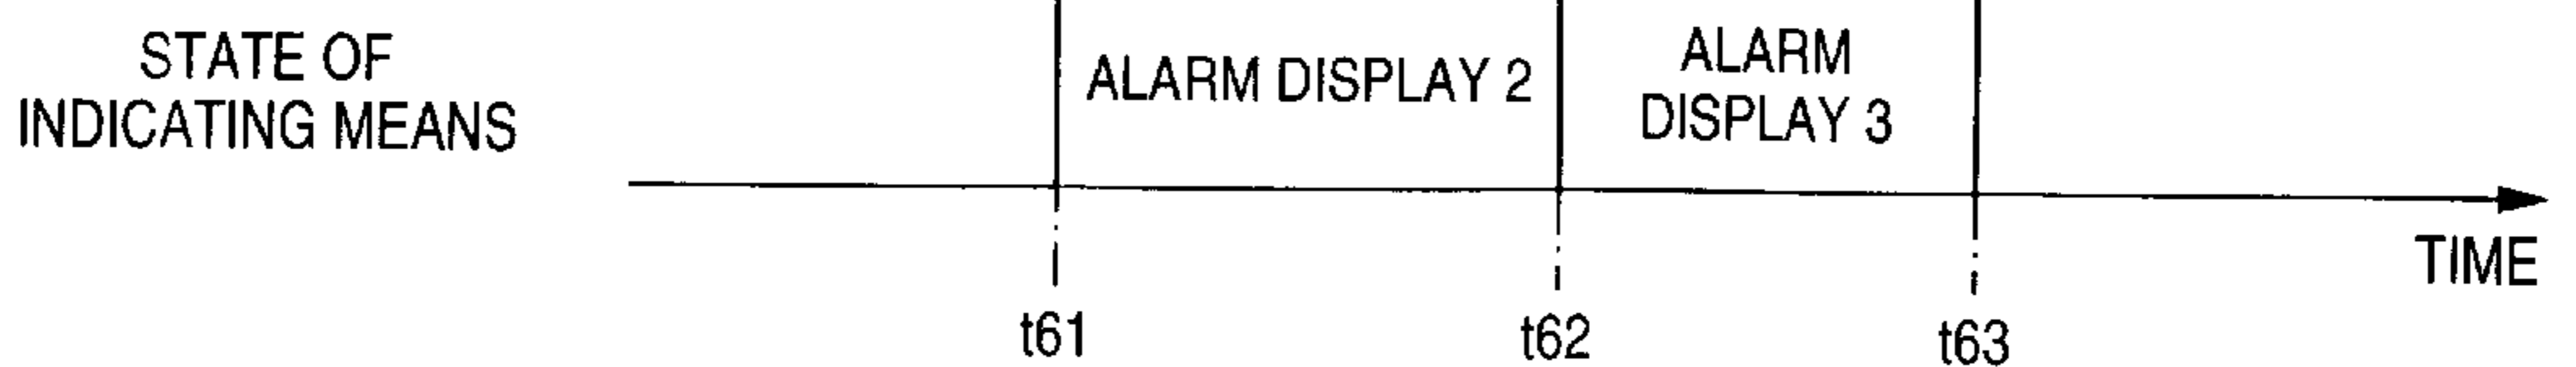 STATE OF
INDICATING MEANS
ALARM DISPLAY 2
ALARM
DISPLAY 3
TIME
t61
t62
t63